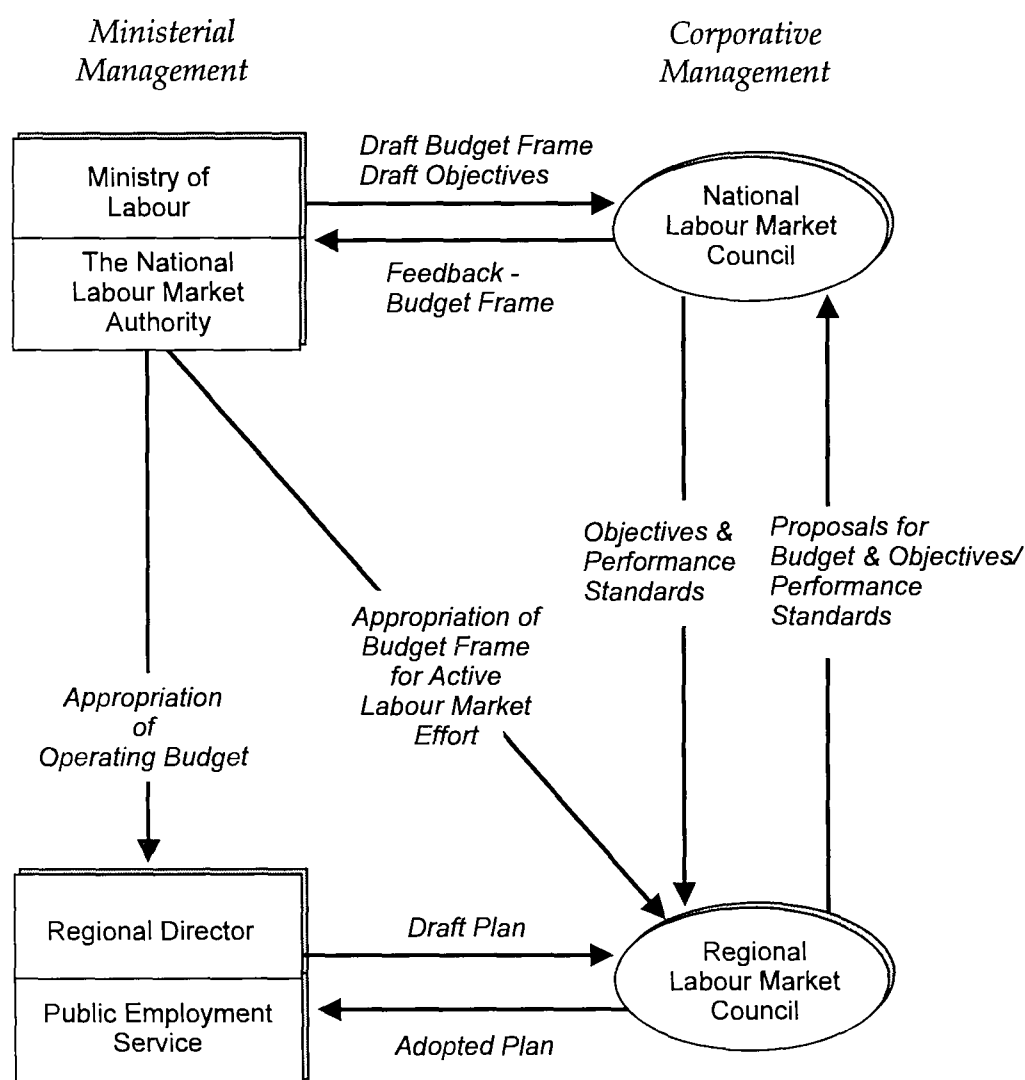 Ministerial
Management
Corporative
Management
Ministry of
Labour
The National
Labour Market
Authority
Draft Budget Frame
Draft Objectives
Feedback -
Budget Frame
National
Labour Market
Council
Objectives &
Performance
Standards
Proposals for
Budget & Objectives/
Performance
Standards
Appropriation of
Budget Frame
for Active
Labour Market
Effort
Appropriation
of
Operating Budget
Regional Director
Public Employment
Service
Draft Plan
Adopted Plan
Regional
Labour Market
Council